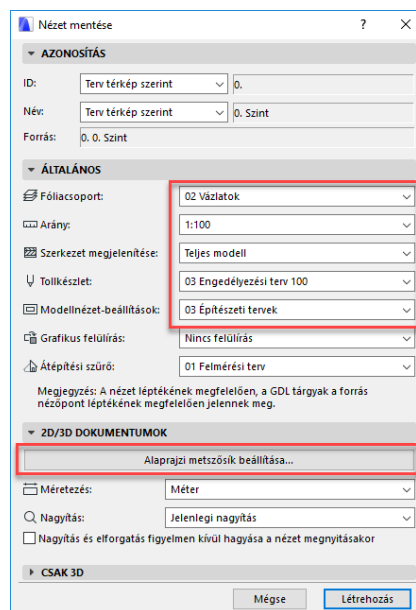 Nézet mentése
AZONOSÍTÁS
ID: Terv térkép szerint 0.
Név: Terv térkép szerint 0. Szint
Forrás: 0. 0. Szint
ÁLTALÁNOS
Fóliacsoport: 02 Vázlatok
Arány: 1:100
Szerkezet megjelenítése: Teljes modell
Tollkészlet: 03 Engedélyezési terv 100
Modellnézet-beállítások: 03 Építészeti tervek
Grafikus felülírás: Nincs felülírás
Átépítési szűrő: 01 Felmérési terv
Megjegyzés: A nézet léptékének megfelelően, a GDL tárgyak a forrás
nézőpont léptékének megfelelően jelennek meg.
2D/3D DOKUMENTUMOK
Alaprajzi metszősík beállítása...
Méretezés: Méter
Nagyítás: Jelenlegi nagyítás
Nagyítás és elforgatás figyelmen kívül hagyása a nézet megnyitásakor
CSAK 3D
Mégse Létrehozás